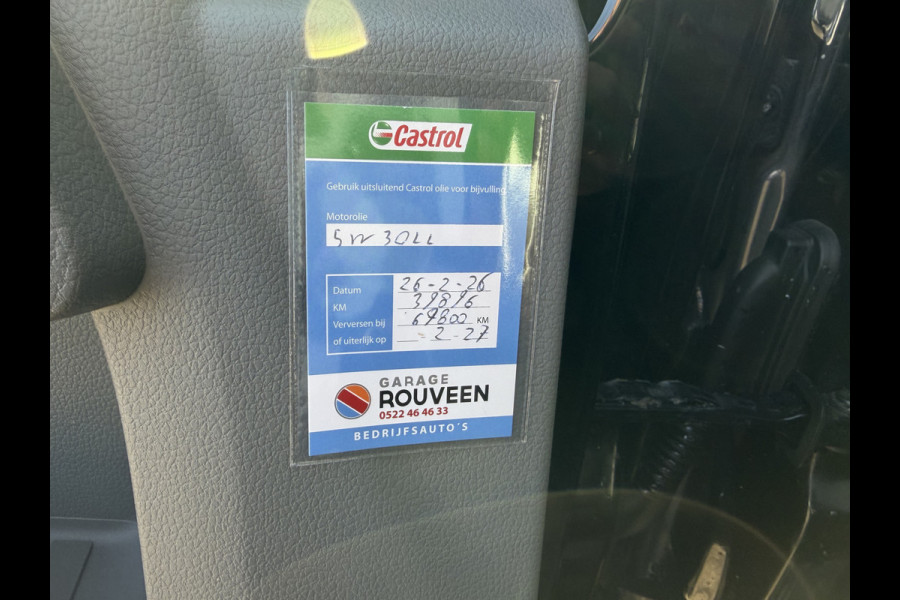 Castrol
Gebruik uitsluitend Castrol olie voor bijvulling
Motorolie
5W30LL
Datum 26-2-26
KM 39896
Verversen bij 69800 KM
of uiterlijk op -2-27
GARAGE
ROUVEEN
0522 46 46 33
BEDRIJFSAUTO'S